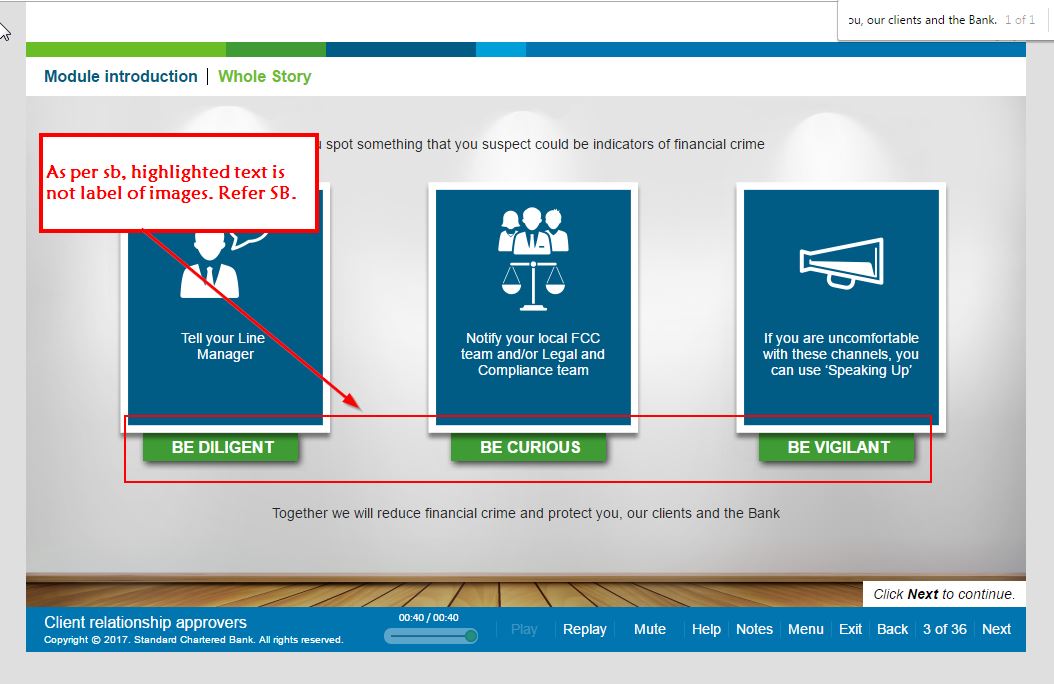 ou, our clients and the Bank. 1 of 1
Module introduction | Whole Story
spot something that you suspect could be indicators of financial crime
As per sb, highlighted text is
not label of images. Refer SB.
Tell your Line
Manager
BE DILIGENT
Notify your local FCC
team and/or Legal and
Compliance team
BE CURIOUS
If you are uncomfortable
with these channels, you
can use ‘Speaking Up’
BE VIGILANT
Together we will reduce financial crime and protect you, our clients and the Bank
Click Next to continue.
Client relationship approvers
Copyright © 2017. Standard Chartered Bank. All rights reserved.
00:40 / 00:40
Play Replay Mute Help Notes Menu Exit Back 3 of 36 Next